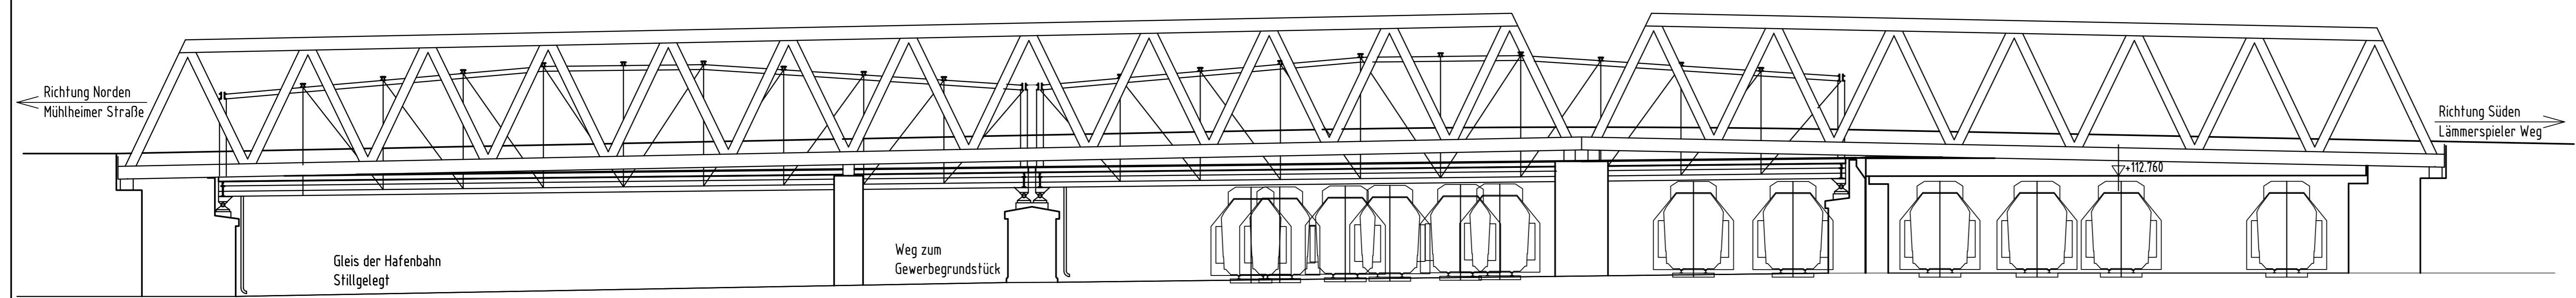 Richtung Norden
Mühlheimer Straße
Gleis der Hafenbahn
Stillgelegt
Weg zum
Gewerbegrundstück
+112.760
Richtung Süden
Lämmerspieler Weg